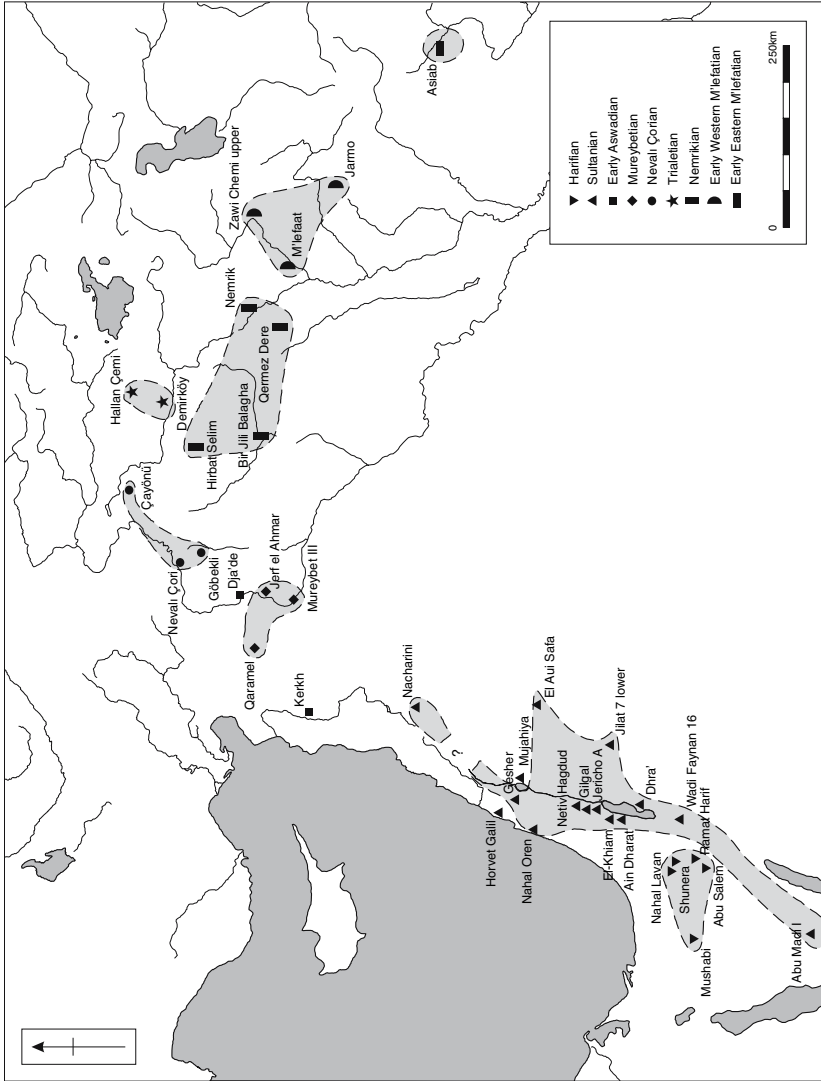 Asiab
Zawi Chemi upper
Jarmo
M'lefaat
Nemrik
Qermez Dere
Hallan Çemi
Demirköy
Hirbat Selim
Bir Jili Balagha
Çayönü
Nevalı Çori
Göbekli
Dja'de
Jerf el Ahmar
Mureybet III
Qaramel
Kerkh
Nacharini
?
El Aui Safa
Mujahiya
Gesher
Horvet Galil
Nahal Oren
Netiv Hagdud
Gilgal
Jericho A
Jilat 7 lower
El-Khiam
Ain Dharat
Dhra'
Wadi Faynan 16
Nahal Lavan
Shunera
Ramat Harif
Abu Salem
Mushabi
Abu Madi I
Harifian
Sultanian
Early Aswadian
Mureybetian
Nevalı Çorian
Trialetian
Nemrikian
Early Western M'lefatian
Early Eastern M'lefatian
0 250km